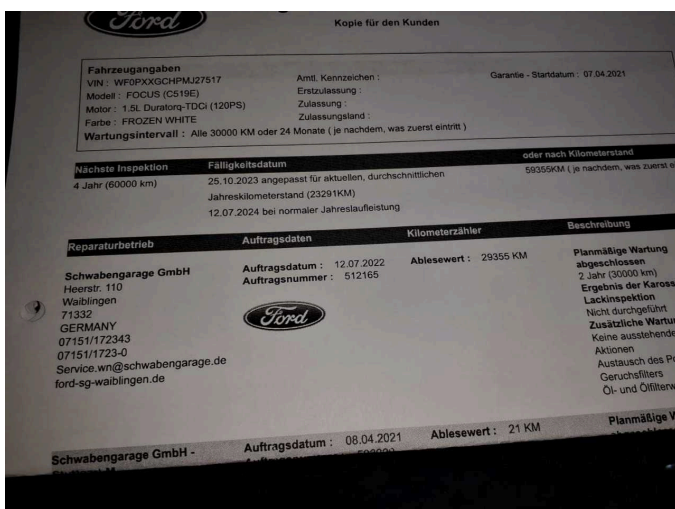 Ford
Kopie für den Kunden
Fahrzeugangaben
VIN : WF0PXXGCHPMJ27517
Modell : FOCUS (C519E)
Motor : 1.5L Duratorq-TDCi (120PS)
Farbe : FROZEN WHITE
Wartungsintervall : Alle 30000 KM oder 24 Monate ( je nachdem, was zuerst eintritt )
Amtl. Kennzeichen :
Erstzulassung :
Zulassung :
Zulassungsland :
Garantie - Startdatum : 07.04.2021
Nächste Inspektion
Fälligkeitsdatum
oder nach Kilometerstand
4 Jahr (60000 km)
25.10.2023 angepasst für aktuellen, durchschnittlichen
Jahreskilometerstand (23291KM)
12.07.2024 bei normaler Jahreslaufleistung
59355KM ( je nachdem, was zuerst e
Reparaturbetrieb
Auftragsdaten
Kilometerzähler
Beschreibung
Schwabengarage GmbH
Heerstr. 110
Waiblingen
71332
GERMANY
07151/172343
07151/1723-0
Service.wn@schwabengarage.de
ford-sg-waiblingen.de
Auftragsdatum : 12.07.2022
Auftragsnummer : 512165
Ford
Ablesewert : 29355 KM
Planmäßige Wartung
abgeschlossen
2 Jahr (30000 km)
Ergebnis der Kaross
Lackinspektion
Nicht durchgeführt
Zusätzliche Wartu
Keine ausstehende
Aktionen
Austausch des Po
Geruchsfilters
Öl- und Ölfilterw
Schwabengarage GmbH -
Auftragsdatum : 08.04.2021
Ablesewert : 21 KM
Planmäßige W